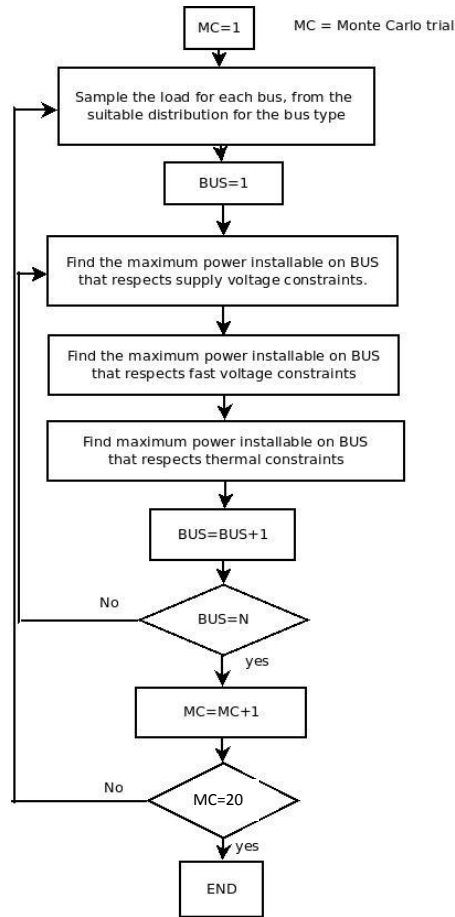 MC=1
MC = Monte Carlo trial
Sample the load for each bus, from the
suitable distribution for the bus type
BUS=1
Find the maximum power installable on BUS
that respects supply voltage constraints.
Find the maximum power installable on BUS
that respects fast voltage constraints
Find maximum power installable on BUS
that respects thermal constraints
BUS=BUS+1
No
BUS=N
yes
MC=MC+1
No
MC=20
yes
END